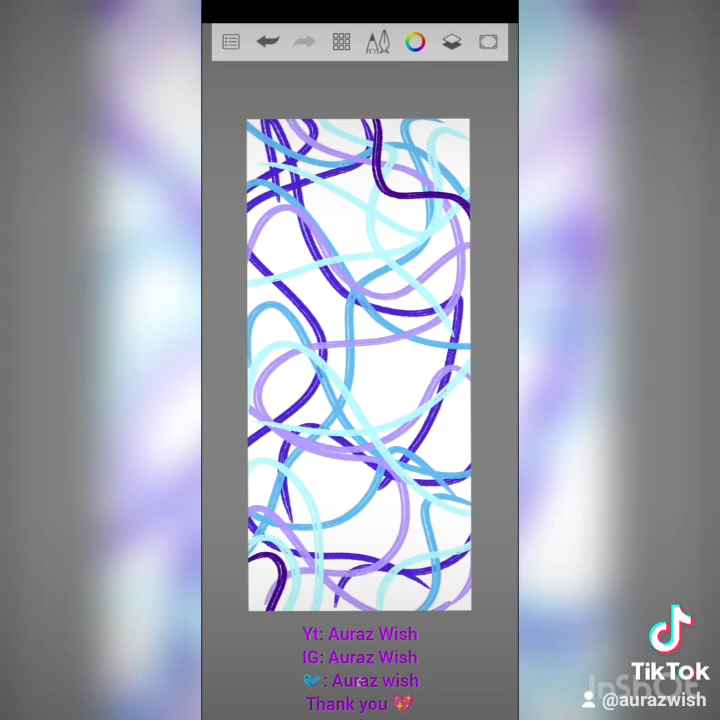 Yt: Auraz Wish
IG: Auraz Wish
🐦: Auraz wish
Thank you 💖
TikTok
InShOt
@aurazwish